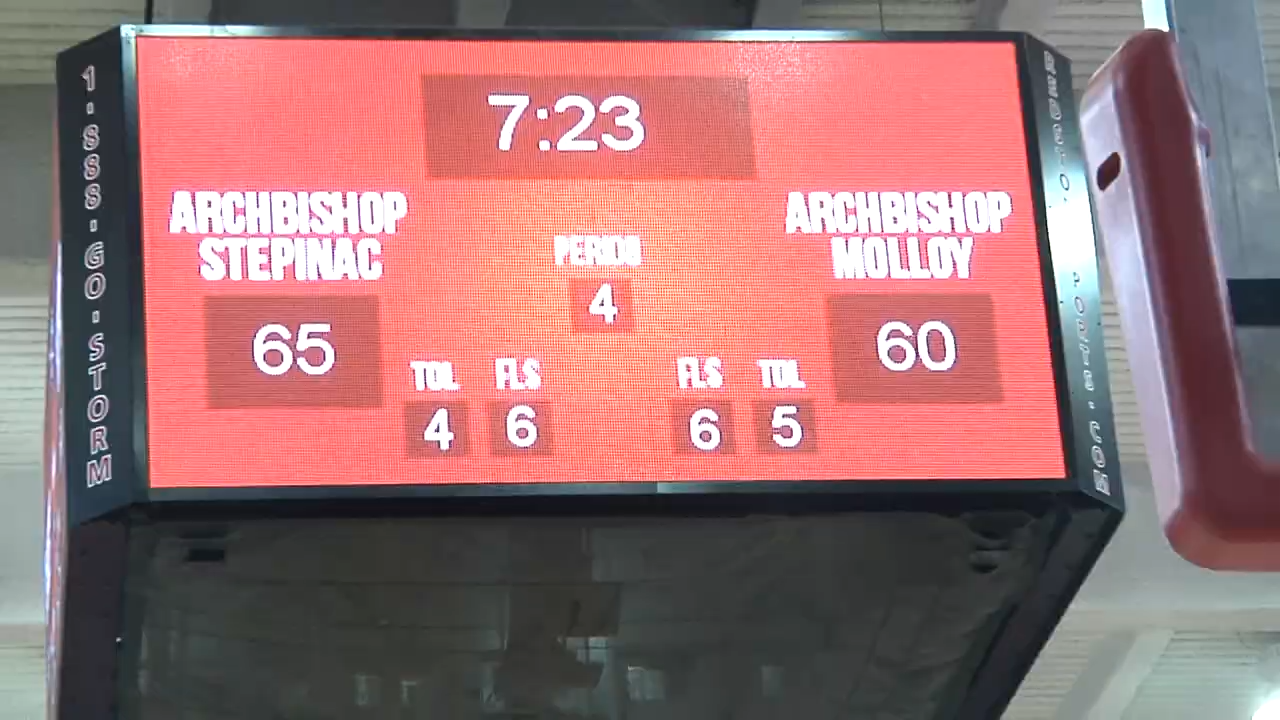 1·888·GO·STORM
7:23
ARCHBISHOP
STEPINAC
ARCHBISHOP
MOLLOY
PERIOD
4
65
60
TOL
FLS
FLS
TOL
4
6
6
5